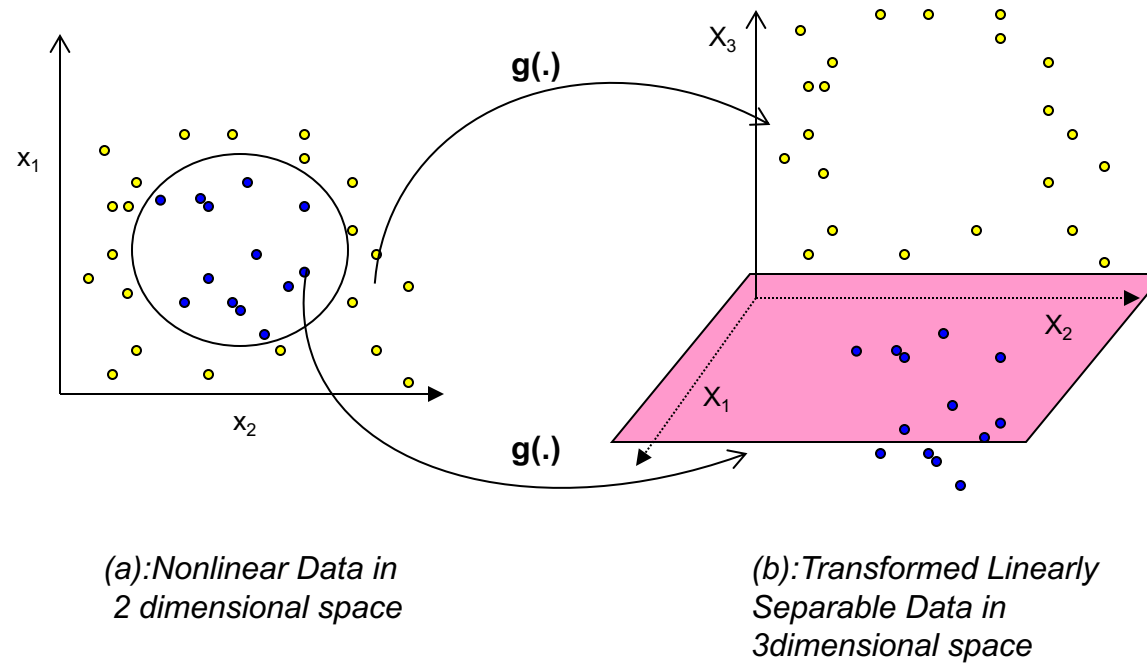 g(.)
x1
x2
X3
X2
X1
g(.)
(a):Nonlinear Data in
2 dimensional space
(b):Transformed Linearly
Separable Data in
3dimensional space